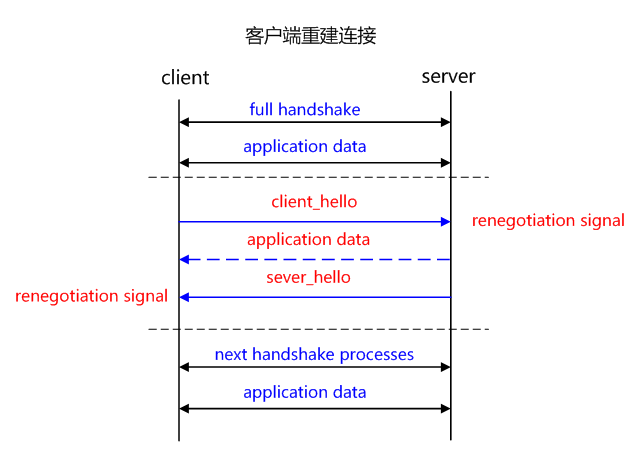 客户端重建连接
client
server
full handshake
application data
client_hello
renegotiation signal
application data
sever_hello
renegotiation signal
next handshake processes
application data